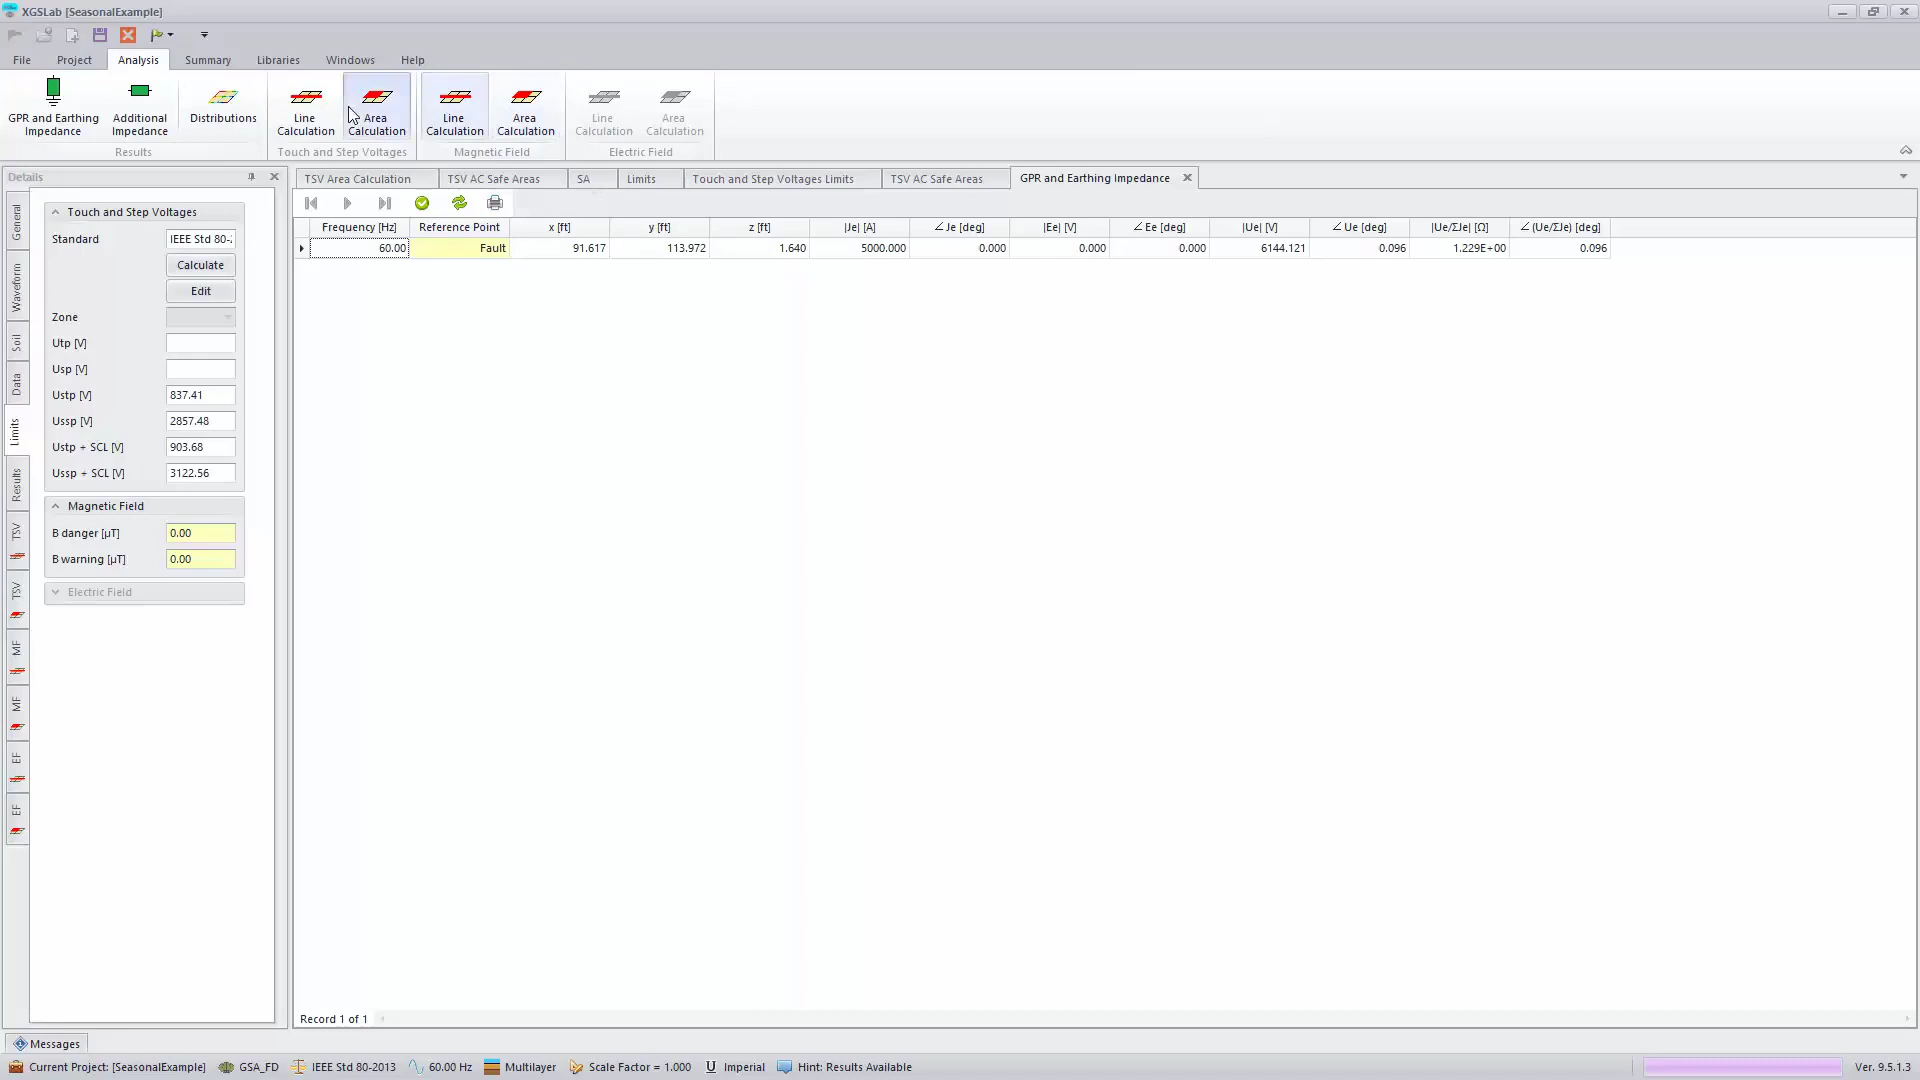 XGSLab [SeasonalExample]
File Project Analysis Summary Libraries Windows Help
GPR and Earthing Impedance
Additional Impedance
Distributions
Results
Line Calculation
Area Calculation
Touch and Step Voltages
Line Calculation
Area Calculation
Magnetic Field
Line Calculation
Area Calculation
Electric Field
Details
General
Waveform
Soil
Data
Limits
Results
TSV
TSV
MF
MF
EF
EF
Touch and Step Voltages
Standard IEEE Std 80-
Calculate
Edit
Zone
Utp [V]
Usp [V]
Ustp [V] 837.41
Ussp [V] 2857.48
Ustp + SCL [V] 903.68
Ussp + SCL [V] 3122.56
Magnetic Field
B danger [µT] 0.00
B warning [µT] 0.00
Electric Field
TSV Area Calculation TSV AC Safe Areas SA Limits Touch and Step Voltages Limits TSV AC Safe Areas GPR and Earthing Impedance
Frequency [Hz] Reference Point x [ft] y [ft] z [ft] |Je| [A] ∠ Je [deg] |Ee| [V] ∠ Ee [deg] |Ue| [V] ∠ Ue [deg] |Ue/ΣJe| [Ω] ∠ (Ue/ΣJe) [deg]
60.00 Fault 91.617 113.972 1.640 5000.000 0.000 0.000 0.000 6144.121 0.096 1.229E+00 0.096
Record 1 of 1
Messages
Current Project: [SeasonalExample] GSA_FD IEEE Std 80-2013 60.00 Hz Multilayer Scale Factor = 1.000 U Imperial Hint: Results Available Ver. 9.5.1.3